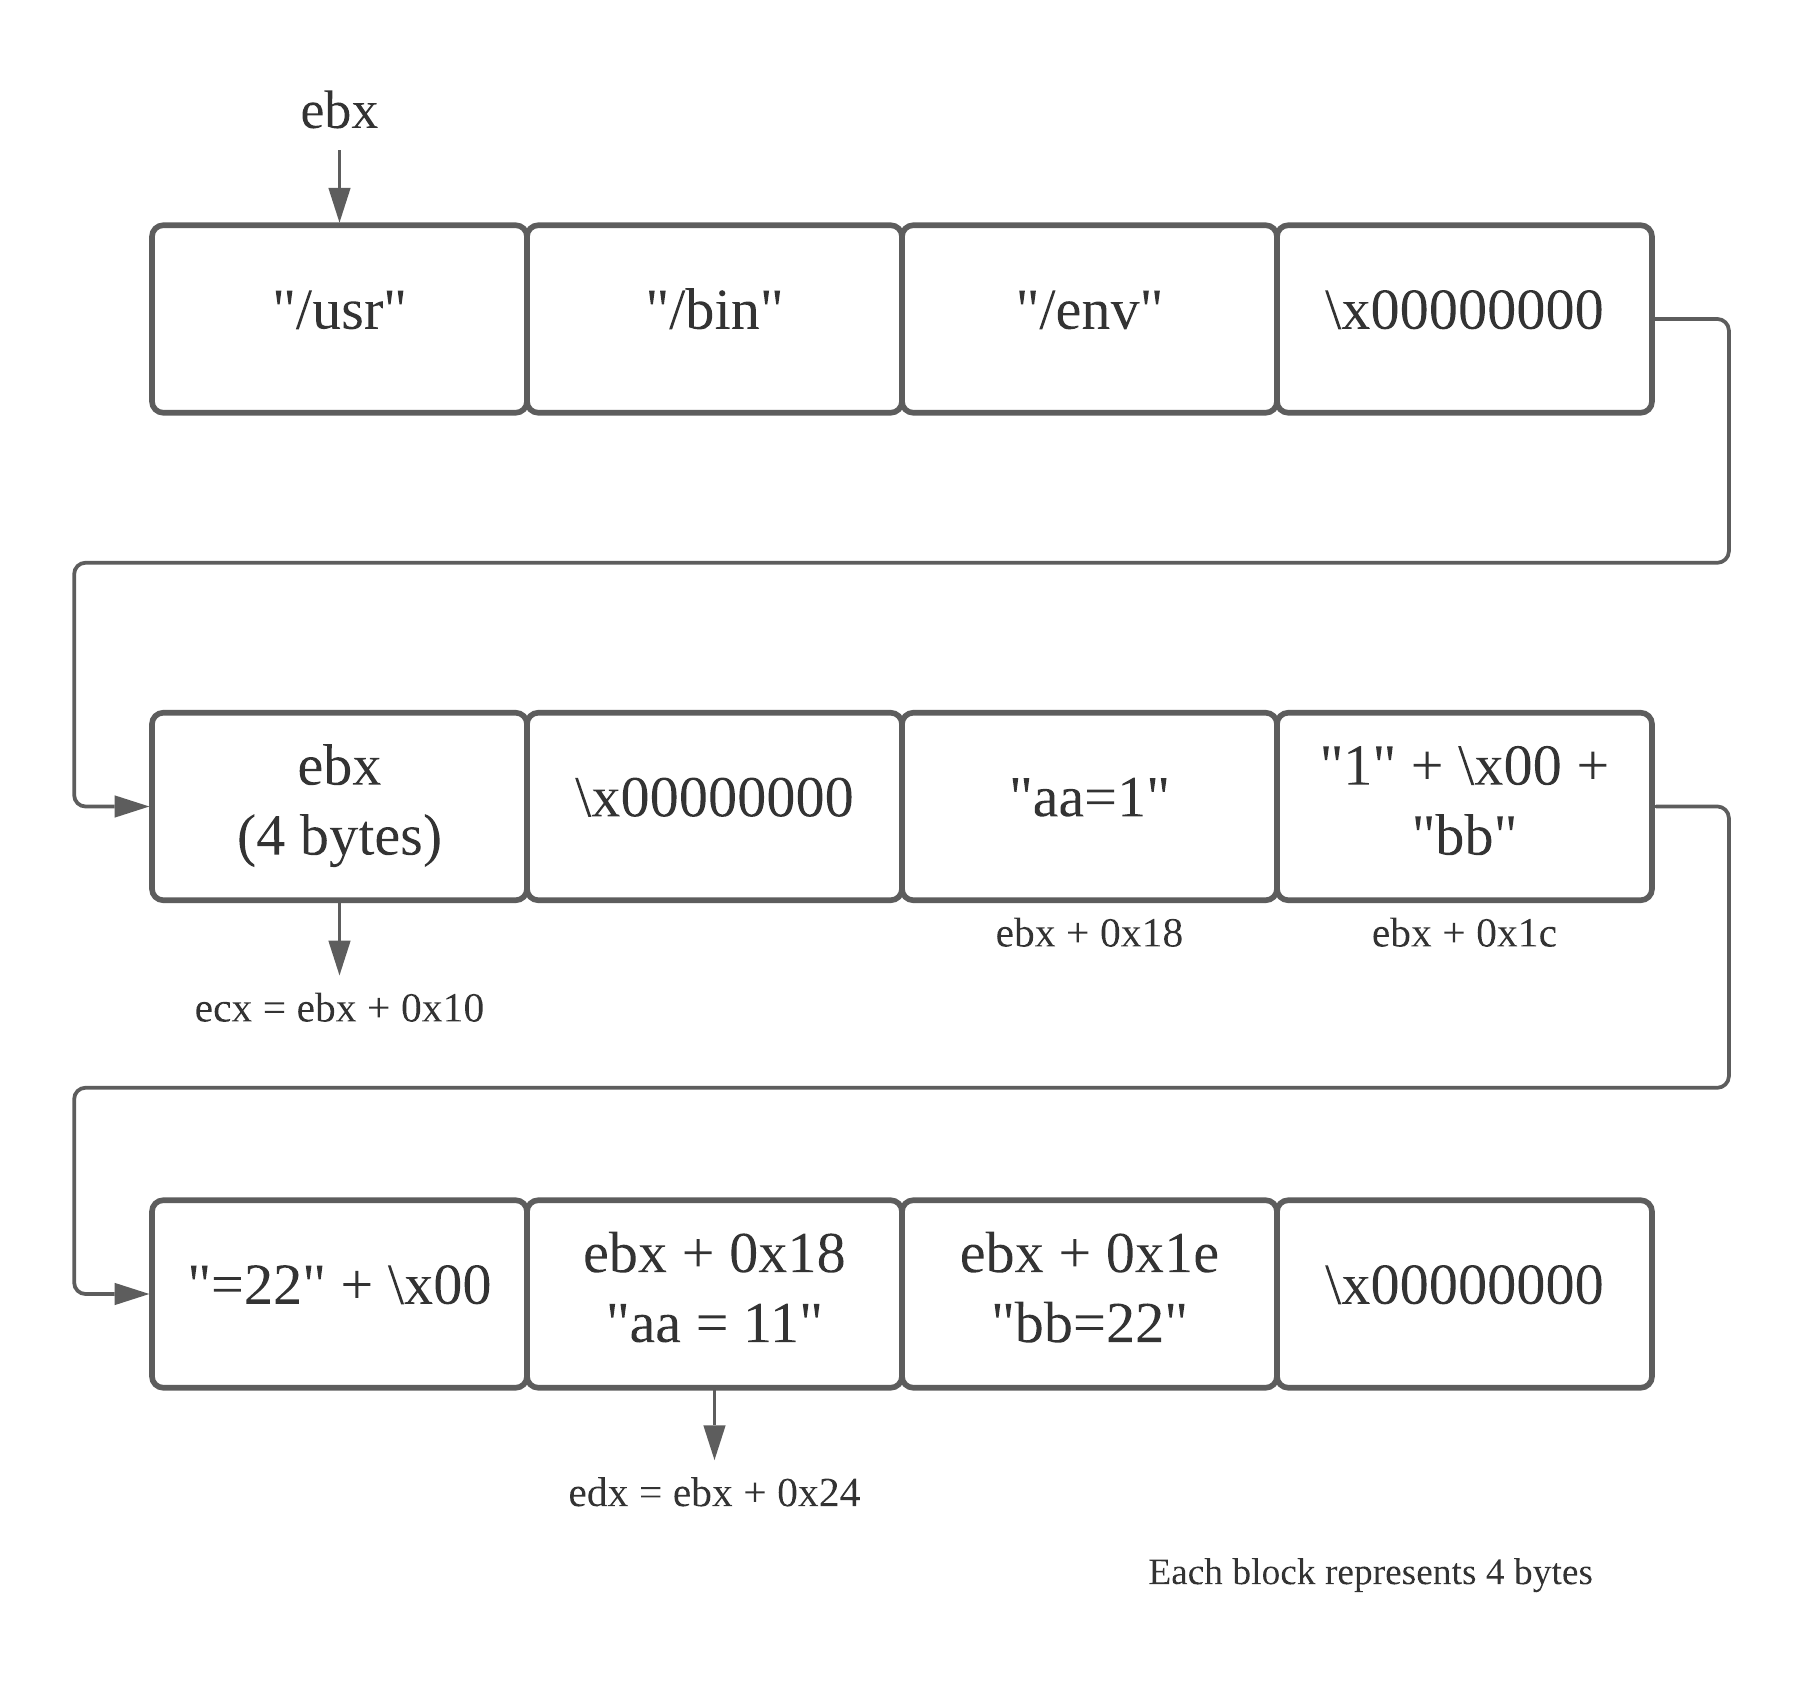 ebx
"/usr"
"/bin"
"/env"
\x00000000
ebx
(4 bytes)
\x00000000
"aa=1"
"1" + \x00 +
"bb"
ebx + 0x18
ebx + 0x1c
ecx = ebx + 0x10
"=22" + \x00
ebx + 0x18
"aa = 11"
ebx + 0x1e
"bb=22"
\x00000000
edx = ebx + 0x24
Each block represents 4 bytes